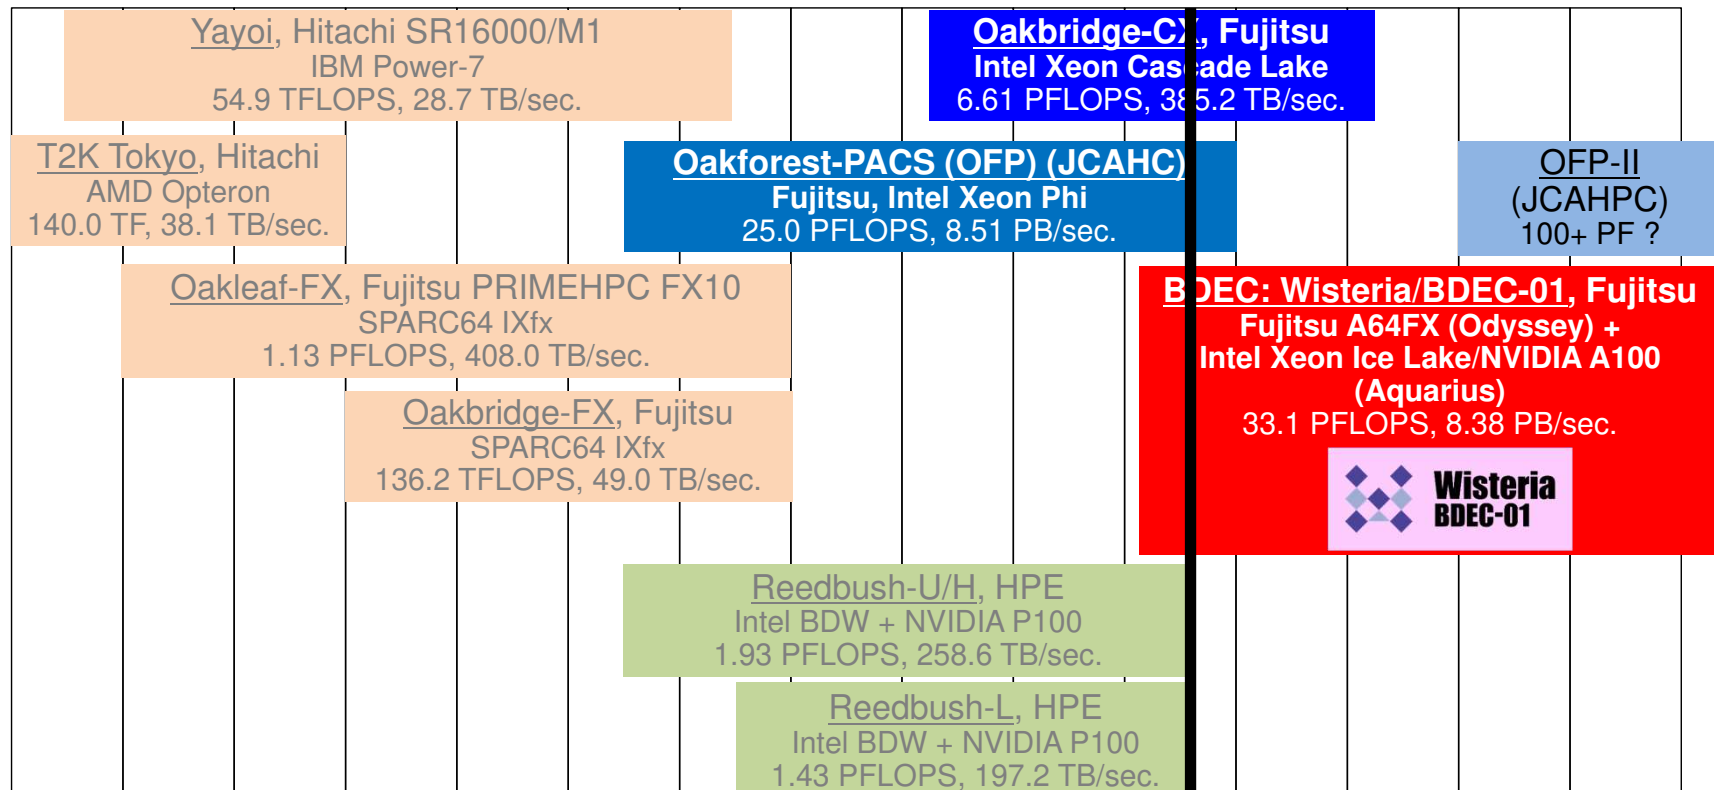 Yayoi, Hitachi SR16000/M1
IBM Power-7
54.9 TFLOPS, 28.7 TB/sec.
Oakbridge-CX, Fujitsu
Intel Xeon Cascade Lake
6.61 PFLOPS, 385.2 TB/sec.
T2K Tokyo, Hitachi
AMD Opteron
140.0 TF, 38.1 TB/sec.
Oakforest-PACS (OFP) (JCAHC)
Fujitsu, Intel Xeon Phi
25.0 PFLOPS, 8.51 PB/sec.
OFP-II
(JCAHPC)
100+ PF ?
Oakleaf-FX, Fujitsu PRIMEHPC FX10
SPARC64 IXfx
1.13 PFLOPS, 408.0 TB/sec.
BDEC: Wisteria/BDEC-01, Fujitsu
Fujitsu A64FX (Odyssey) +
Intel Xeon Ice Lake/NVIDIA A100
(Aquarius)
33.1 PFLOPS, 8.38 PB/sec.
Wisteria
BDEC-01
Oakbridge-FX, Fujitsu
SPARC64 IXfx
136.2 TFLOPS, 49.0 TB/sec.
Reedbush-U/H, HPE
Intel BDW + NVIDIA P100
1.93 PFLOPS, 258.6 TB/sec.
Reedbush-L, HPE
Intel BDW + NVIDIA P100
1.43 PFLOPS, 197.2 TB/sec.